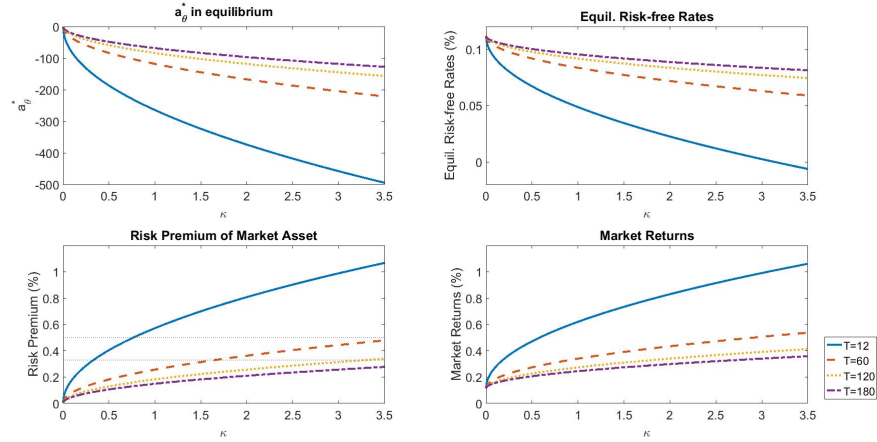 a*θ in equilibrium
0
-100
-200
-300
-400
-500
a*θ
0 0.5 1 1.5 2 2.5 3 3.5
κ
Equil. Risk-free Rates
0.1
0.05
0
Equil. Risk-free Rates (%)
0 0.5 1 1.5 2 2.5 3 3.5
κ
Risk Premium of Market Asset
1
0.8
0.6
0.4
0.2
0
Risk Premium (%)
0 0.5 1 1.5 2 2.5 3 3.5
κ
Market Returns
1
0.8
0.6
0.4
0.2
0
Market Returns (%)
0 0.5 1 1.5 2 2.5 3 3.5
κ
T=12
T=60
T=120
T=180